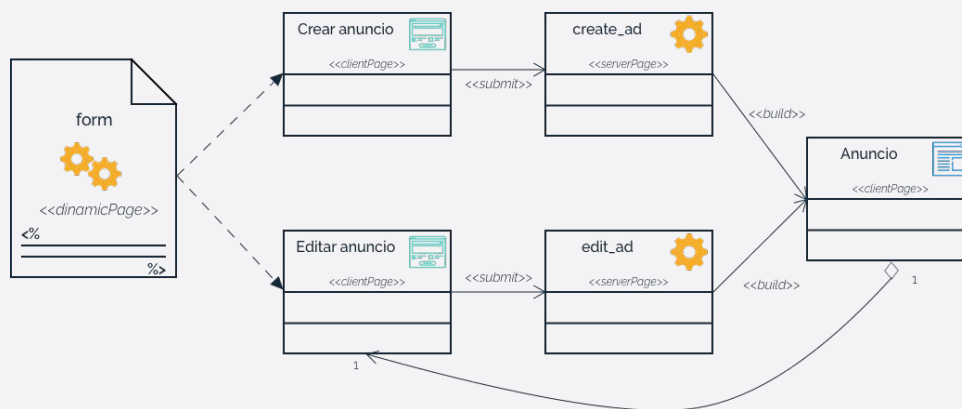 form
<<dinamicPage>>
<%
%>
Crear anuncio
<<clientPage>>
<<submit>>
create_ad
<<serverPage>>
<<build>>
Editar anuncio
<<clientPage>>
1
<<submit>>
edit_ad
<<serverPage>>
<<build>>
Anuncio
<<clientPage>>
1